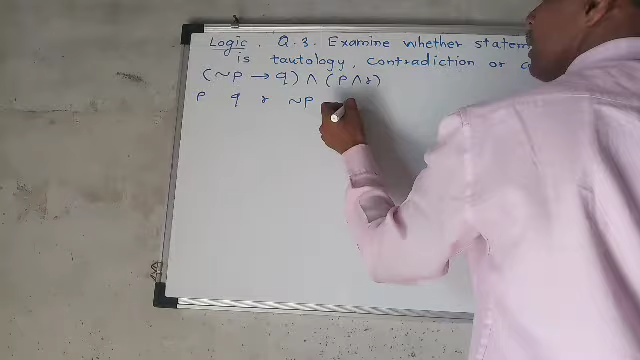 Logic . Q.3. Examine whether statem
is tautology, contradiction or
(~p → q) ∧ (p ∧ r)
p q r ~p